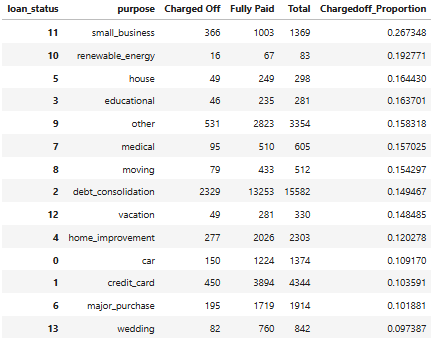 loan_status purpose Charged Off Fully Paid Total Chargedoff_Proportion
11 small_business 366 1003 1369 0.267348
10 renewable_energy 16 67 83 0.192771
5 house 49 249 298 0.164430
3 educational 46 235 281 0.163701
9 other 531 2823 3354 0.158318
7 medical 95 510 605 0.157025
8 moving 79 433 512 0.154297
2 debt_consolidation 2329 13253 15582 0.149467
12 vacation 49 281 330 0.148485
4 home_improvement 277 2026 2303 0.120278
0 car 150 1224 1374 0.109170
1 credit_card 450 3894 4344 0.103591
6 major_purchase 195 1719 1914 0.101881
13 wedding 82 760 842 0.097387